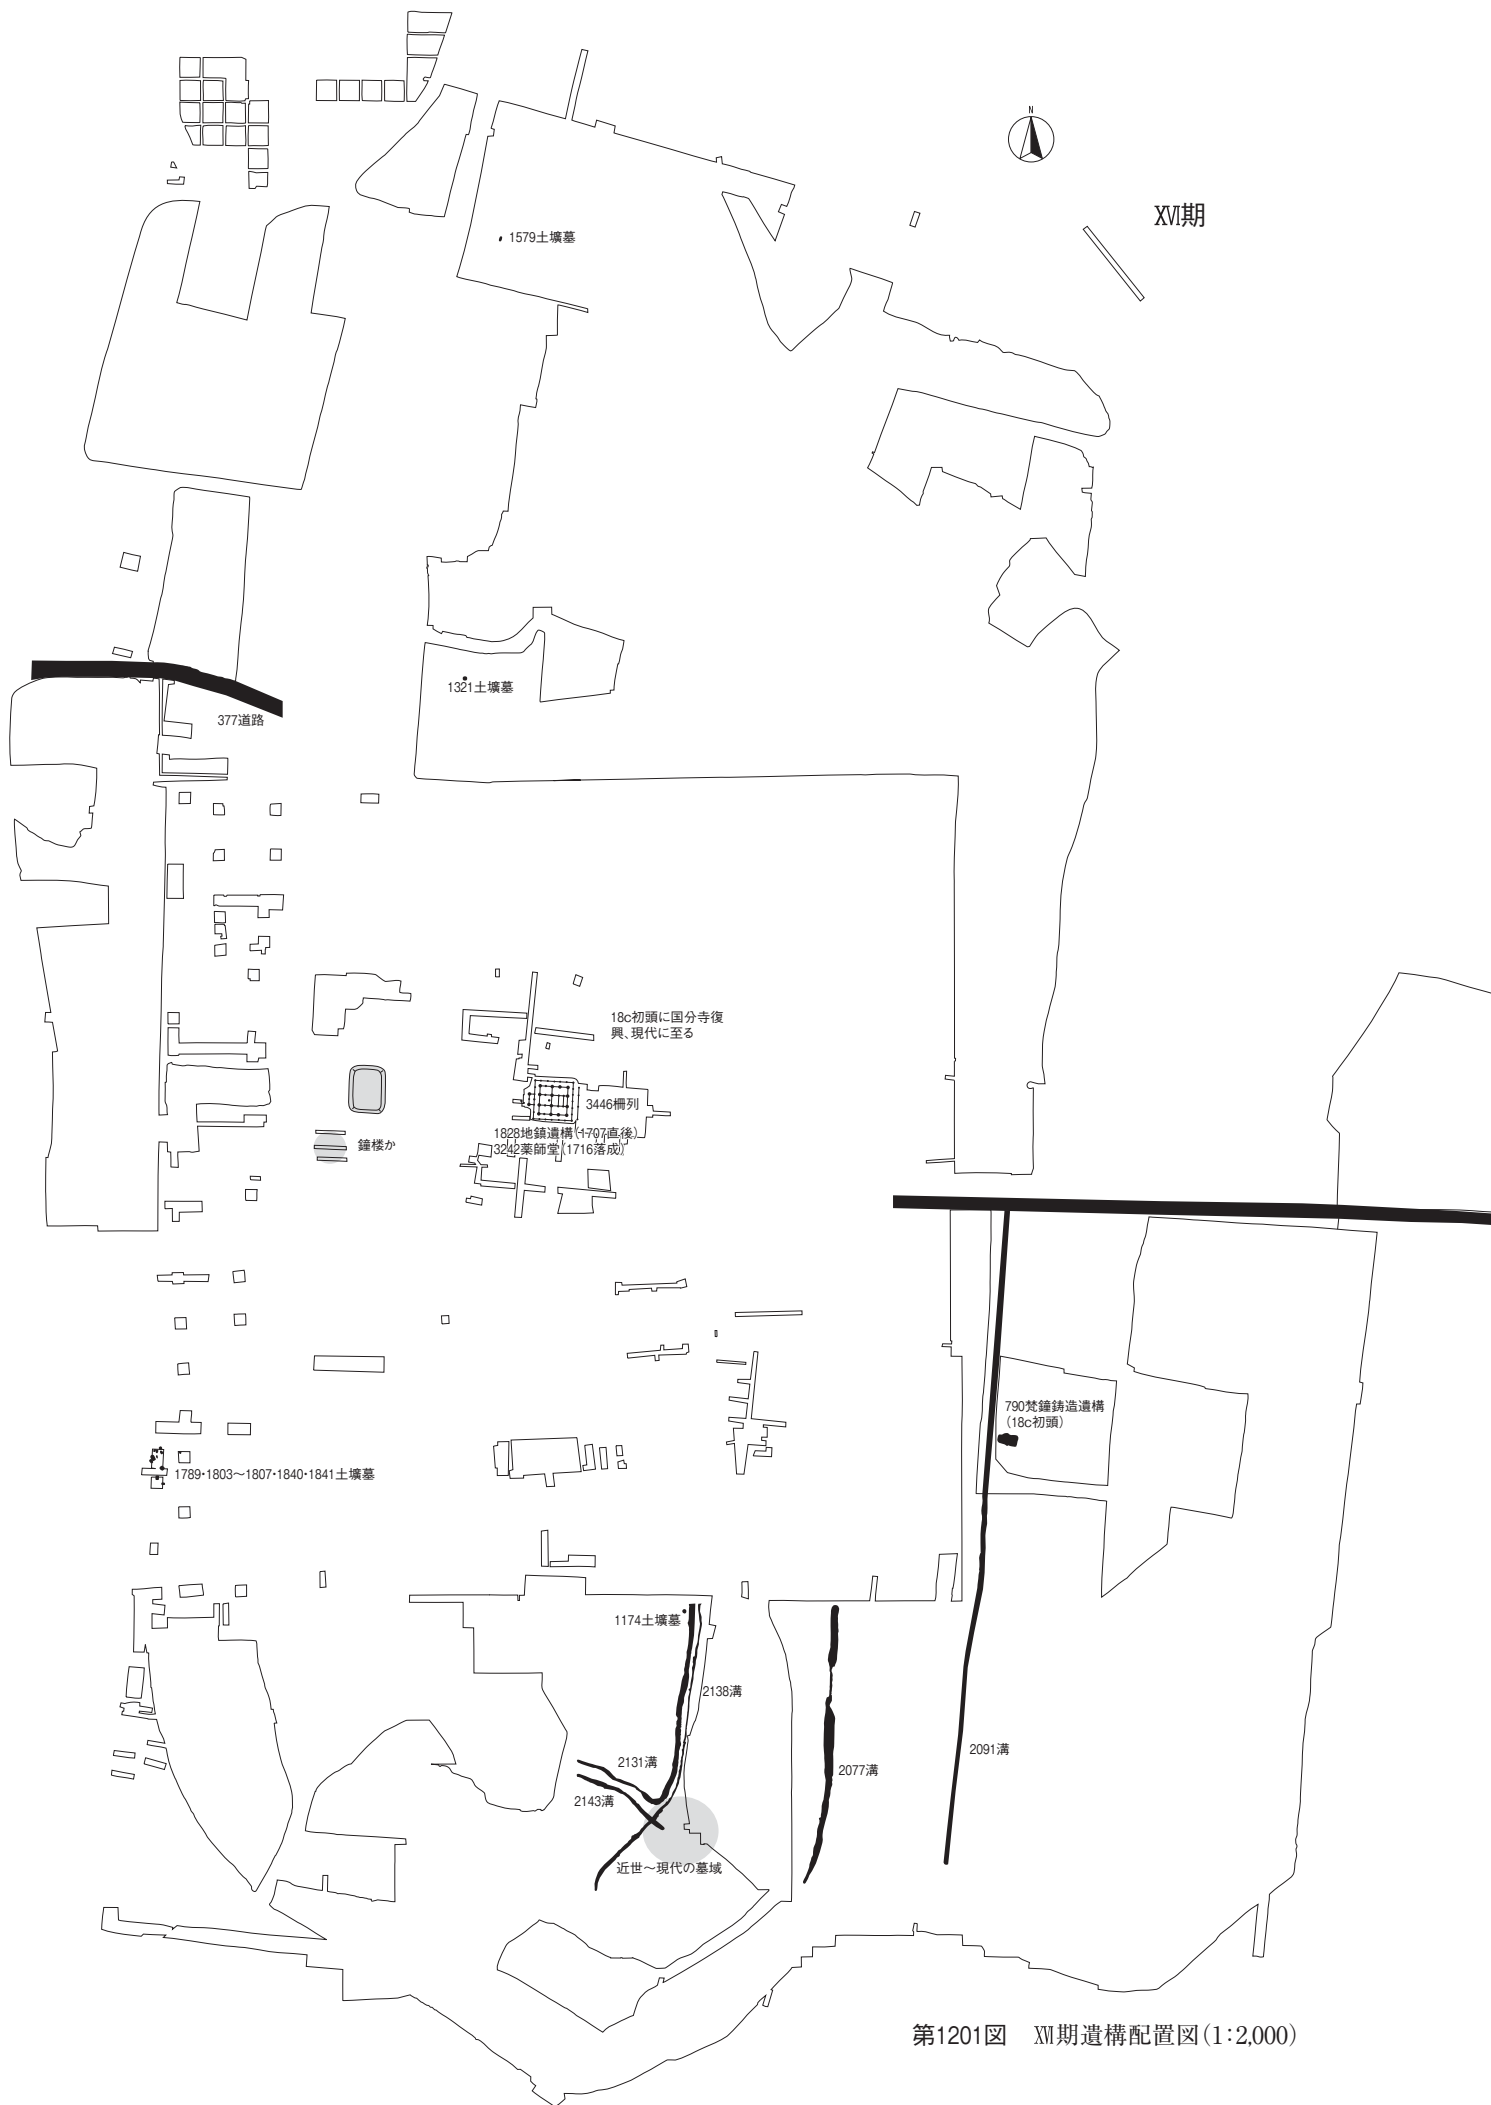 N
XVI期
1579土壙墓
1321土壙墓
377道路
18c初頭に国分寺復
興、現代に至る
3446柵列
1828地鎮遺構(1707直後)
3242薬師堂(1716落成)
鐘楼か
790梵鐘鋳造遺構
(18c初頭)
1789・1803～1807・1840・1841土壙墓
1174土壙墓
2138溝
2131溝
2143溝
2077溝
2091溝
近世～現代の墓域
第1201図 XVI期遺構配置図(1:2,000)